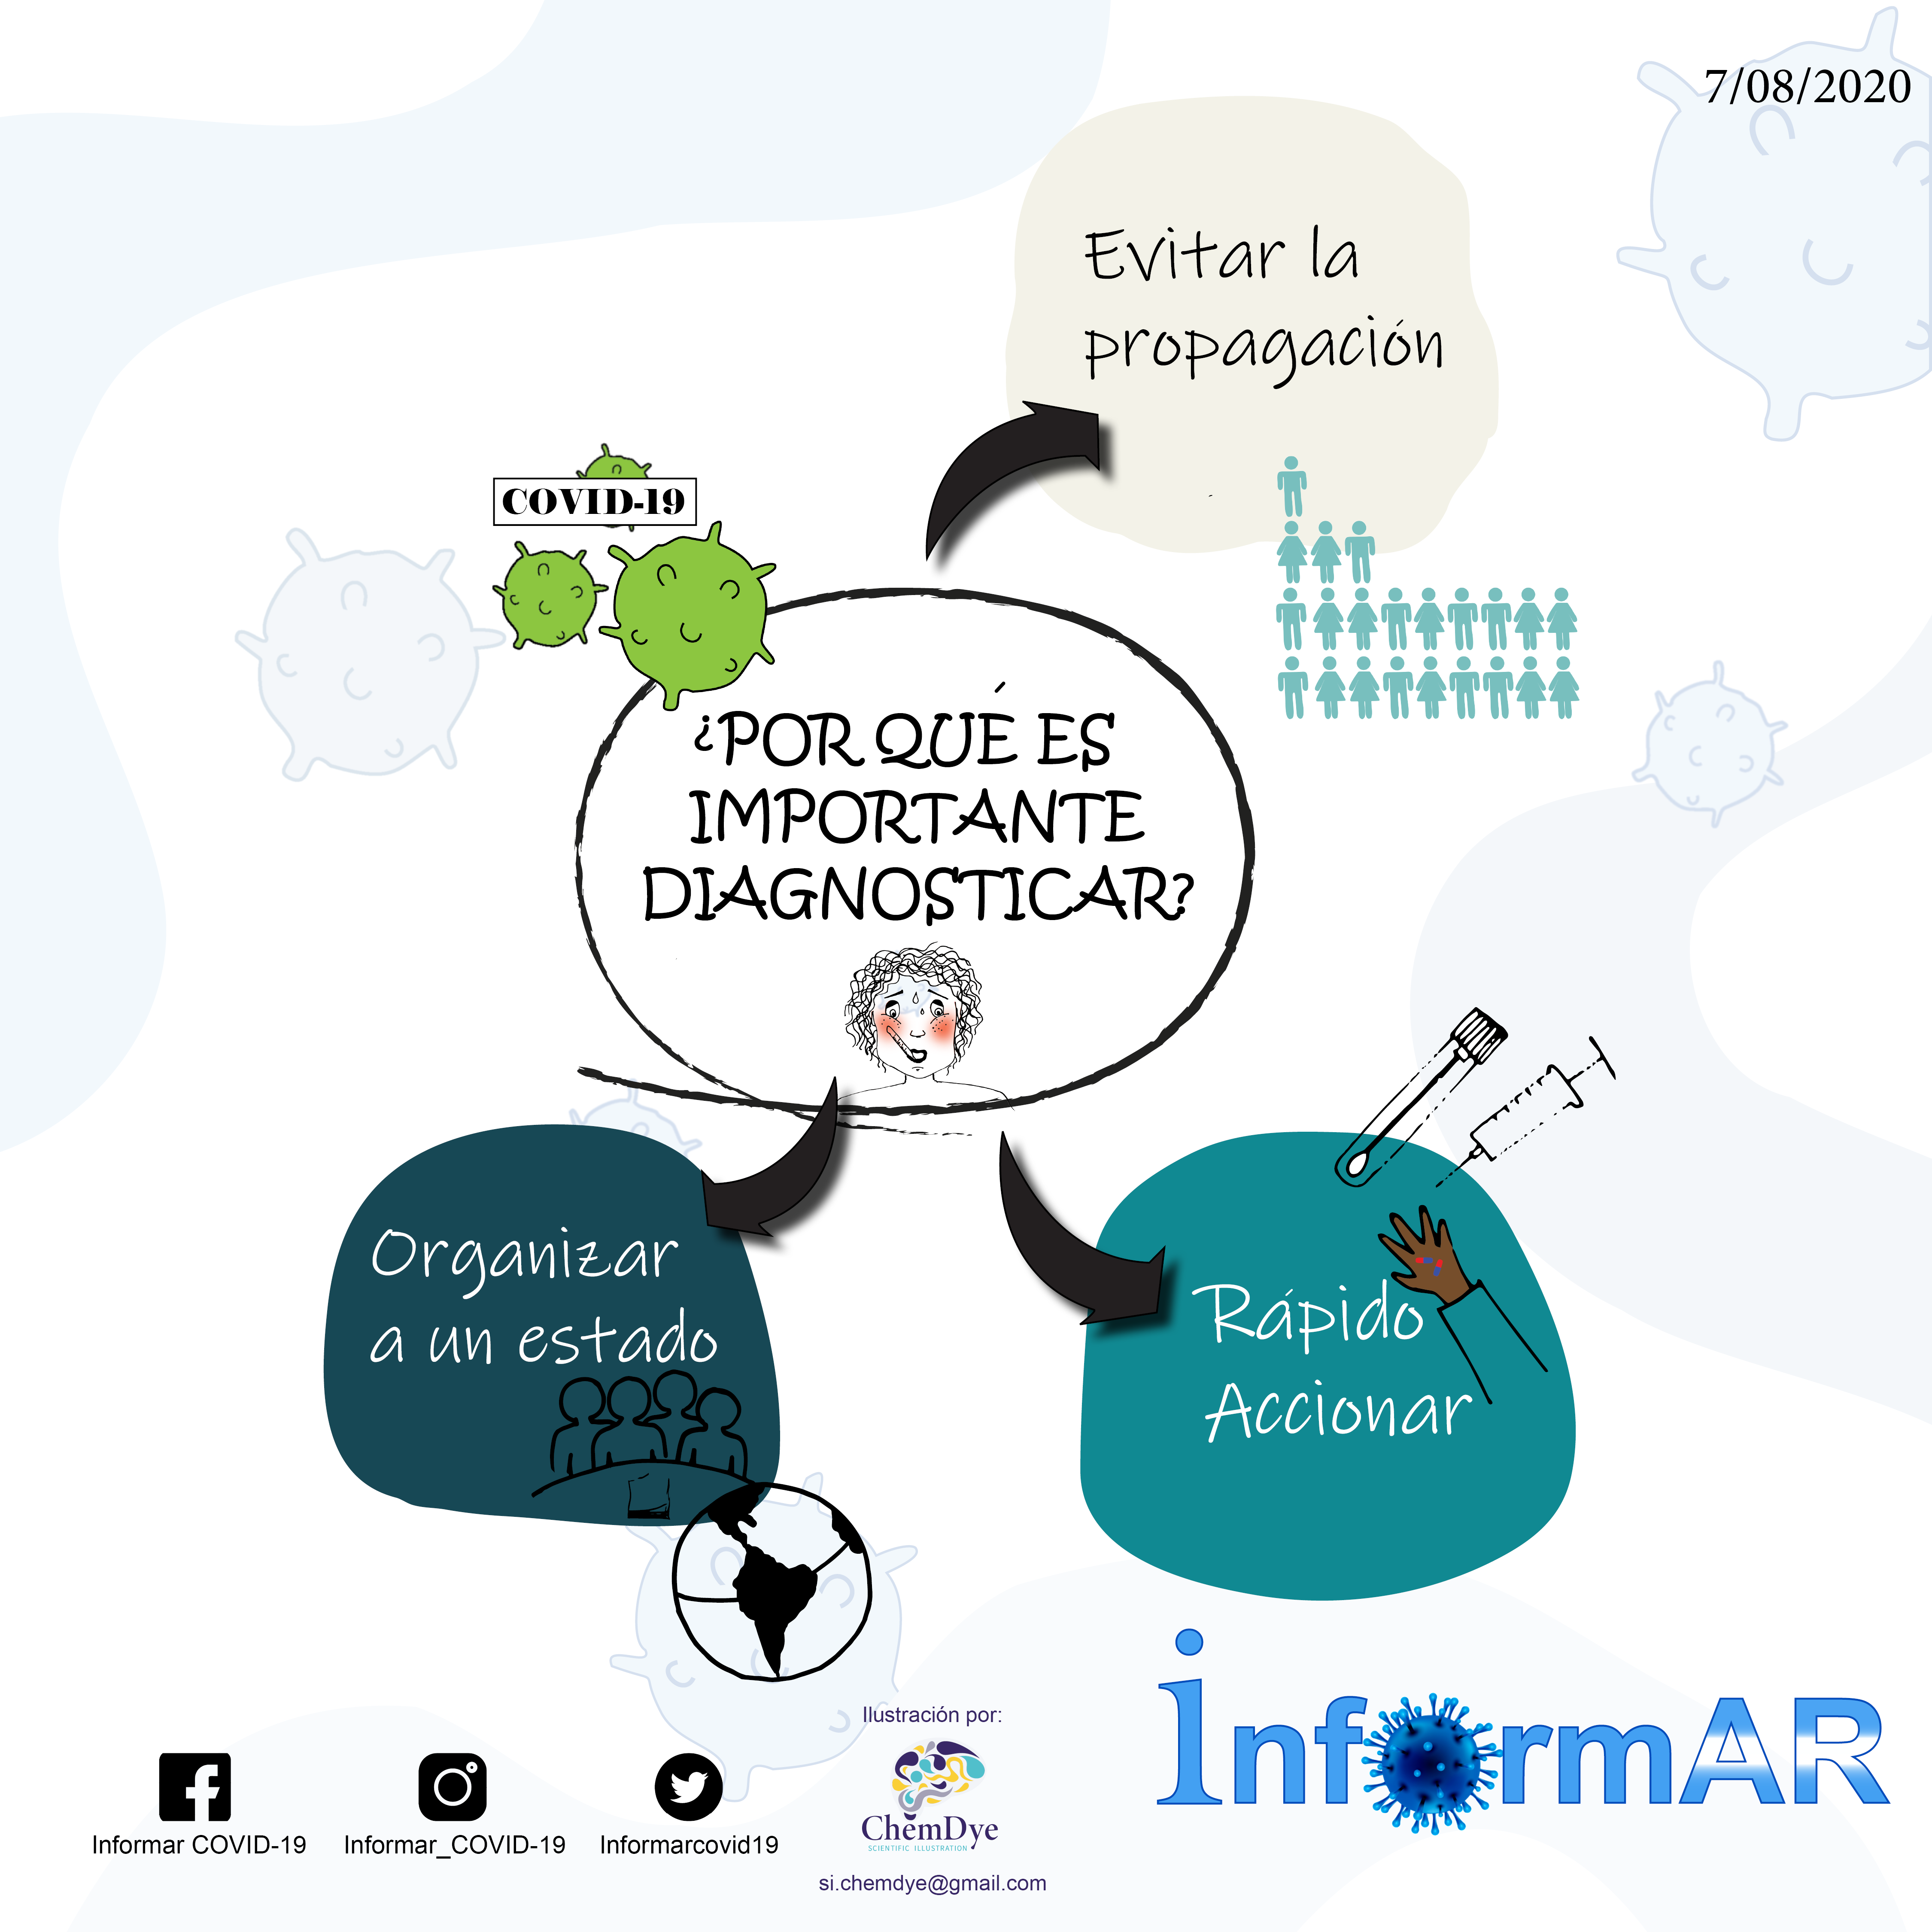 7/08/2020
Evitar la
propagación
COVID-19
¿POR QUÉ ES
IMPORTANTE
DIAGNOSTICAR?
Organizar
a un estado
Rápido
Accionar
Ilustración por:
ChemDye
SCIENTIFIC ILLUSTRATION
si.chemdye@gmail.com
informAR
Informar COVID-19
Informar_COVID-19
Informarcovid19